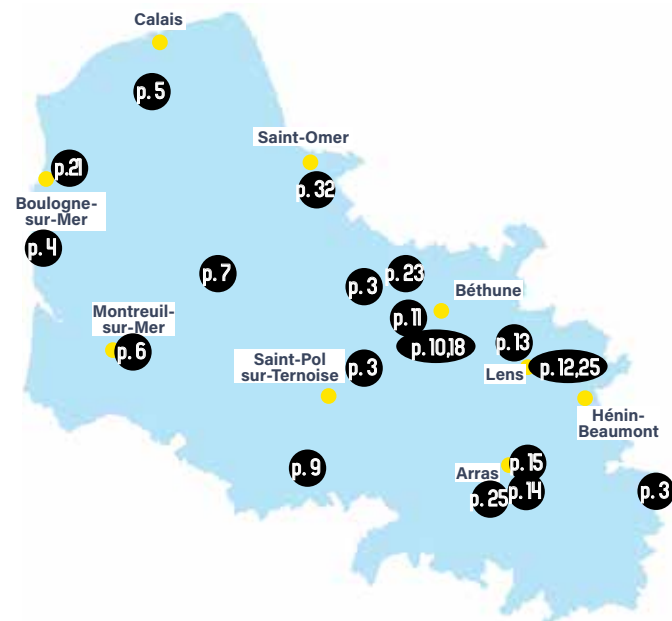 Calais
p. 5
Saint-Omer
p.21
p. 32
Boulogne-
sur-Mer
p. 4
p. 7
p. 3
p. 23
Béthune
Montreuil-
sur-Mer
p. 6
p. 11
p. 10,18
p. 13
Saint-Pol
sur-Ternoise
p. 3
Lens
p. 12,25
Hénin-
Beaumont
p. 9
Arras
p. 15
p. 25
p. 14
p. 3